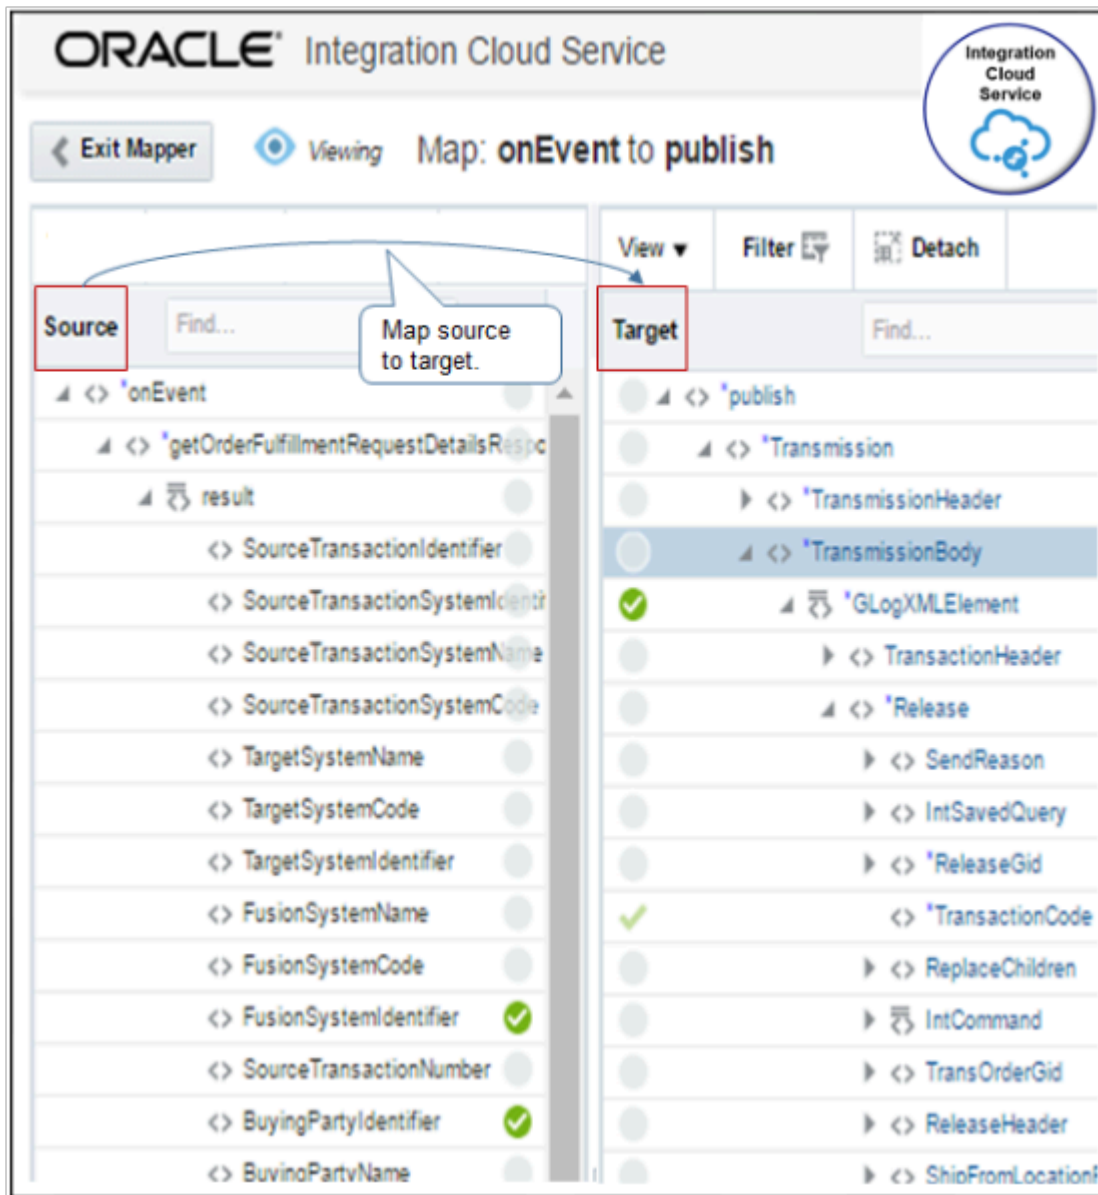 ORACLE® Integration Cloud Service
Integration
Cloud
Service
Exit Mapper
Viewing
Map: onEvent to publish
View
Filter
Detach
Source
Find...
Map source
to target.
Target
Find...
<> *onEvent
<> *getOrderFulfillmentRequestDetailsRespo
result
<> SourceTransactionIdentifier
<> SourceTransactionSystemIdentif
<> SourceTransactionSystemName
<> SourceTransactionSystemCode
<> TargetSystemName
<> TargetSystemCode
<> TargetSystemIdentifier
<> FusionSystemName
<> FusionSystemCode
<> FusionSystemIdentifier
<> SourceTransactionNumber
<> BuyingPartyIdentifier
<> BuyingPartyName
<> *publish
<> *Transmission
<> *TransmissionHeader
<> *TransmissionBody
*GLogXMLElement
<> TransactionHeader
<> *Release
<> SendReason
<> IntSavedQuery
<> *ReleaseGid
<> *TransactionCode
<> ReplaceChildren
IntCommand
<> TransOrderGid
<> ReleaseHeader
<> ShipFromLocation